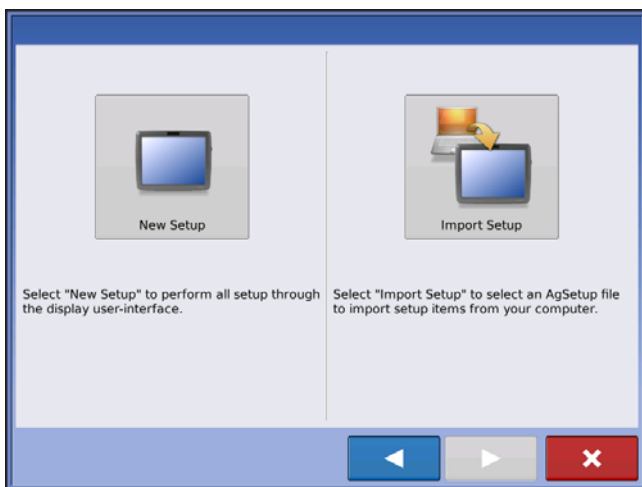 New Setup
Import Setup
Select "New Setup" to perform all setup through
the display user-interface.
Select "Import Setup" to select an AgSetup file
to import setup items from your computer.